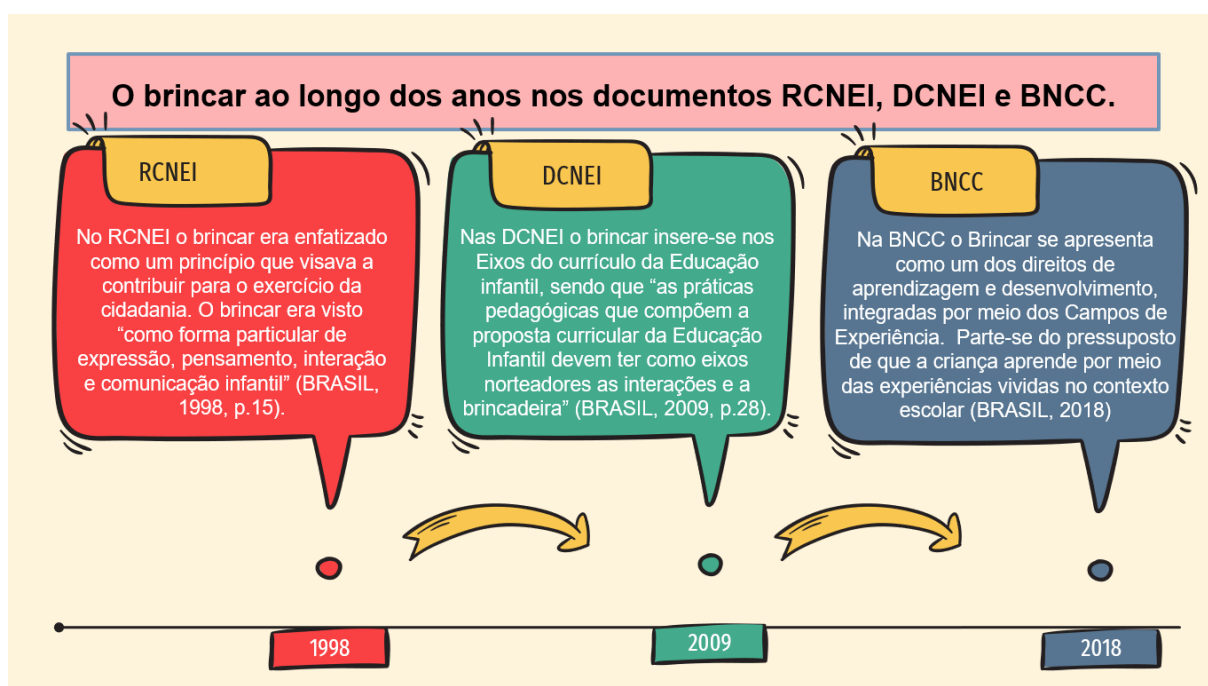 O brincar ao longo dos anos nos documentos RCNEI, DCNEI e BNCC.
RCNEI
No RCNEI o brincar era enfatizado
como um princípio que visava a
contribuir para o exercício da
cidadania. O brincar era visto
“como forma particular de
expressão, pensamento, interação
e comunicação infantil” (BRASIL,
1998, p.15).
DCNEI
Nas DCNEI o brincar insere-se nos
Eixos do currículo da Educação
infantil, sendo que “as práticas
pedagógicas que compõem a
proposta curricular da Educação
Infantil devem ter como eixos
norteadores as interações e a
brincadeira” (BRASIL, 2009, p.28).
BNCC
Na BNCC o Brincar se apresenta
como um dos direitos de
aprendizagem e desenvolvimento,
integradas por meio dos Campos de
Experiência. Parte-se do pressuposto
de que a criança aprende por meio
das experiências vividas no contexto
escolar (BRASIL, 2018)
1998
2009
2018